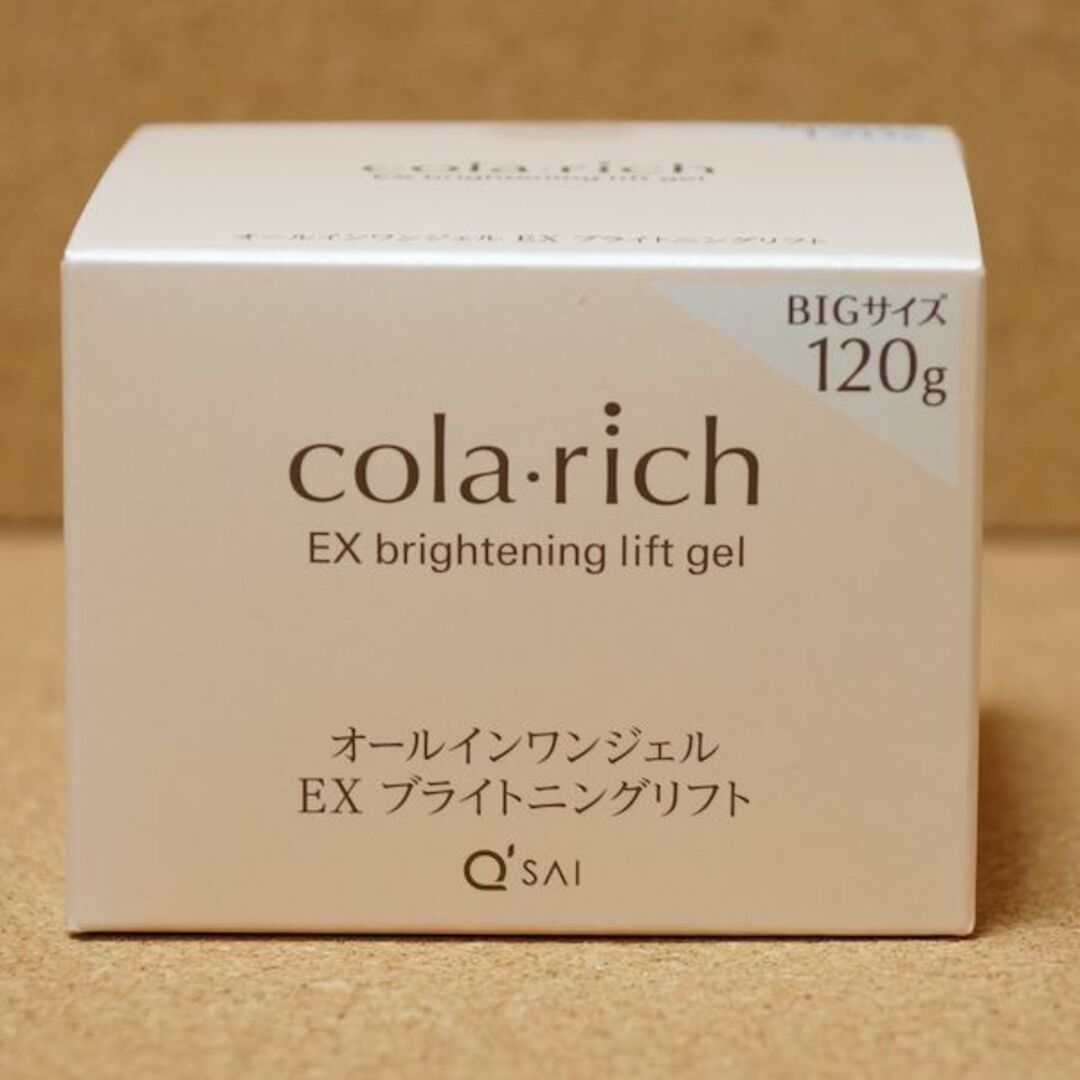 cola·rich
EX brightening lift gel
オールインワンジェル EX ブライトニングリフト
BIGサイズ
120g
cola·rich
EX brightening lift gel
オールインワンジェル
EX ブライトニングリフト
Q'SAI